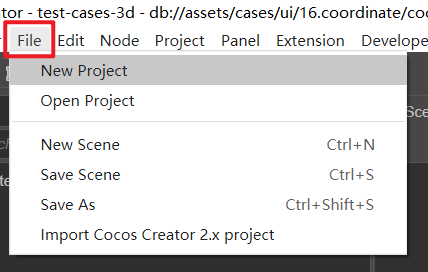 ator - test-cases-3d - db://assets/cases/ui/16.coordinate/coo
File Edit Node Project Panel Extension Develope
New Project
Open Project
New Scene Ctrl+N
Save Scene Ctrl+S
Save As Ctrl+Shift+S
Import Cocos Creator 2.x project